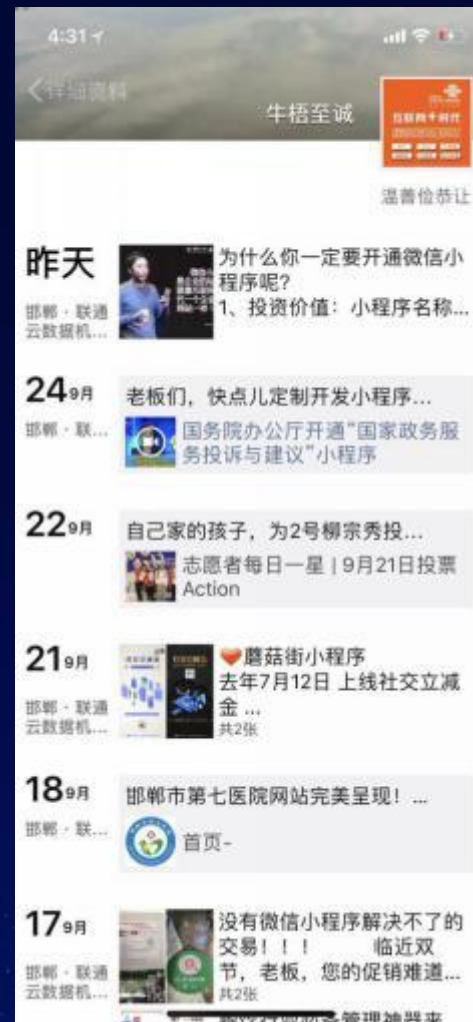 4:31
详细资料
牛梧至诚
互联网+时代
温善俭恭让
昨天
邯郸·联通
云数据机...
为什么你一定要开通微信小
程序呢?
1、投资价值:小程序名称...
24 9月
邯郸·联...
老板们,快点儿定制开发小程序...
国务院办公厅开通“国家政务服
务投诉与建议”小程序
22 9月
自己家的孩子,为2号柳宗秀投...
志愿者每日一星 | 9月21日投票
Action
21 9月
邯郸·联通
云数据机...
❤️蘑菇街小程序
去年7月12日 上线社交立减
金 ...
共2张
18 9月
邯郸·联...
邯郸市第七医院网站完美呈现! ...
首页-
17 9月
邯郸·联通
云数据机...
没有微信小程序解决不了的
交易!!! 临近双
节,老板,您的促销难道...
共2张